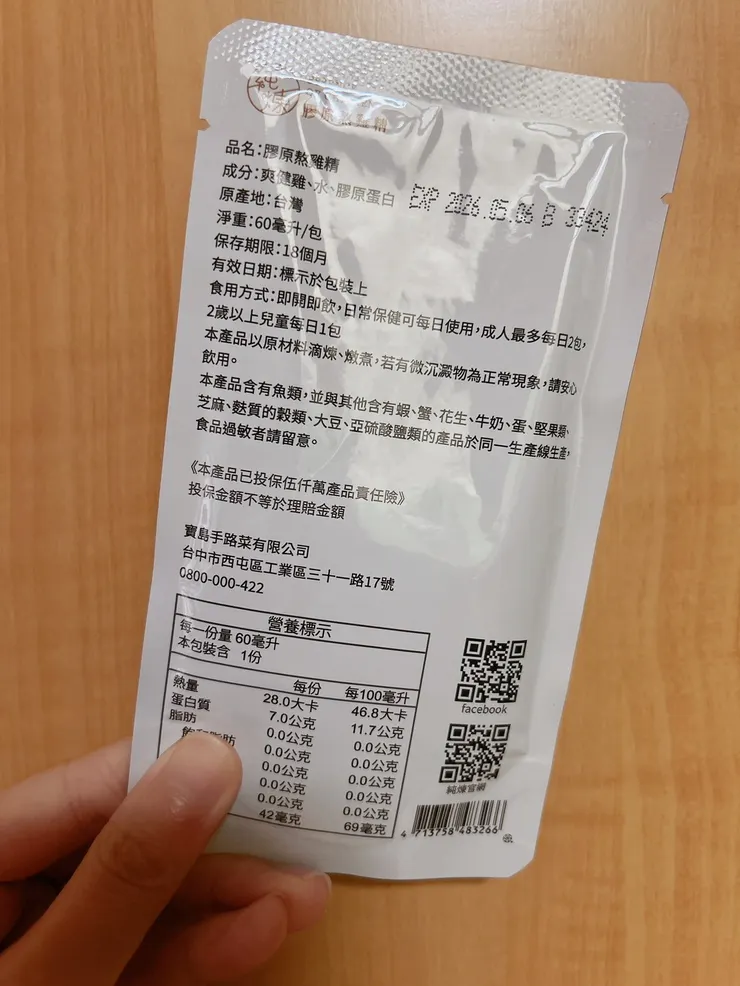 純煉
膠原熬雞精
品名:膠原熬雞精
成分:爽健雞、水、膠原蛋白
EXP 2026.05.06 B 30424
原產地:台灣
淨重:60毫升/包
保存期限:18個月
有效日期:標示於包裝上
食用方式:即開即飲,日常保健可每日使用,成人最多每日2包,
2歲以上兒童每日1包
本產品以原材料滴煉、燉煮,若有微沉澱物為正常現象,請安心
飲用。
本產品含有魚類,並與其他含有蝦、蟹、花生、牛奶、蛋、堅果類、
芝麻、麩質的穀類、大豆、亞硫酸鹽類的產品於同一生產線生產,
食品過敏者請留意。
《本產品已投保伍仟萬產品責任險》
投保金額不等於理賠金額
寶島手路菜有限公司
台中市西屯區工業區三十一路17號
0800-000-422
營養標示
每一份量 60毫升
本包裝含 1份
每份 每100毫升
熱量 28.0大卡 46.8大卡
蛋白質 7.0公克 11.7公克
脂肪 0.0公克 0.0公克
飽和脂肪 0.0公克 0.0公克
0.0公克 0.0公克
0.0公克 0.0公克
0.0公克 0.0公克
42毫克 69毫克
facebook
純煉官網
4 713758 483266